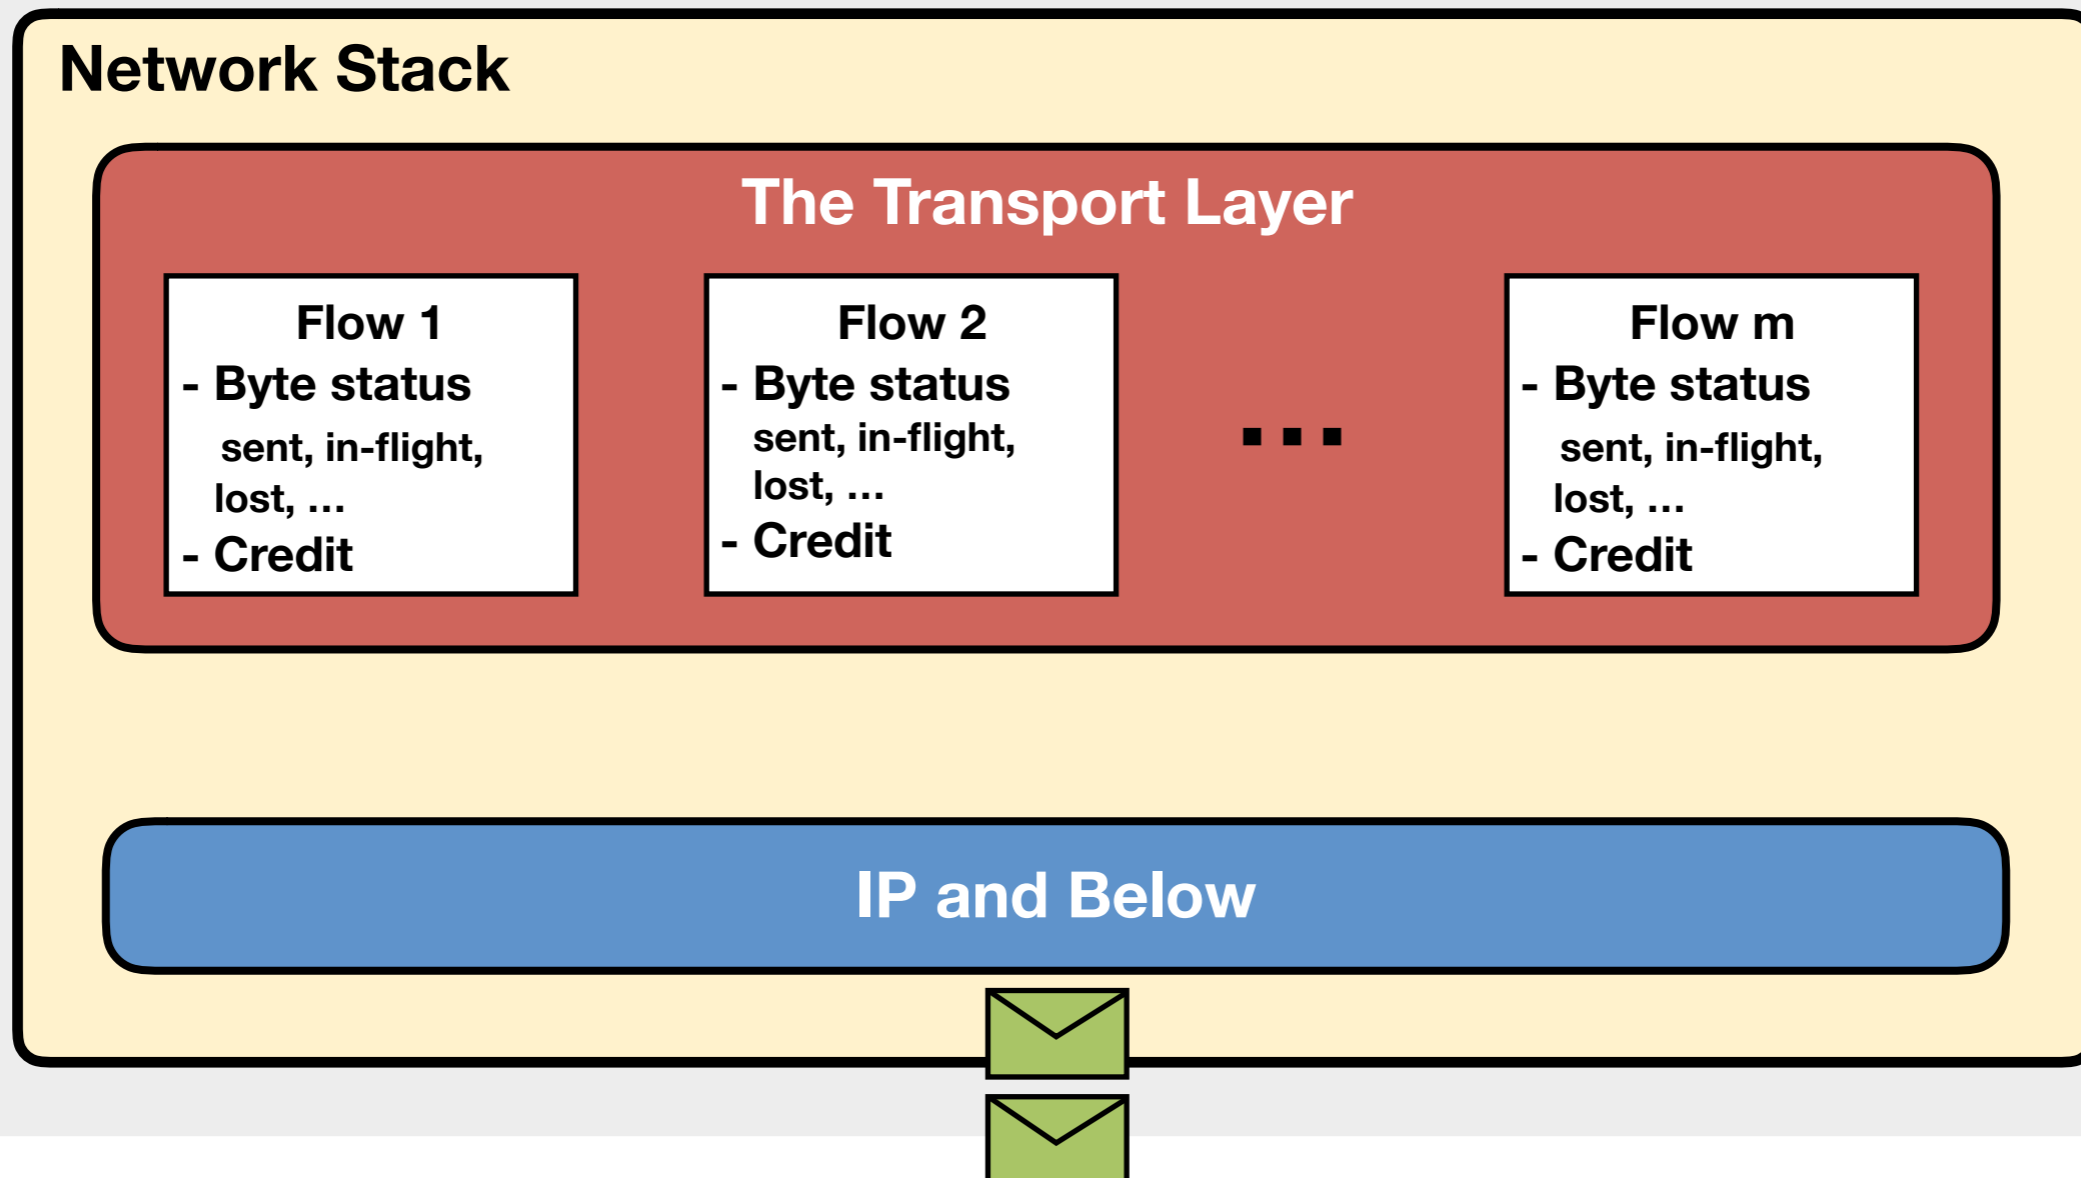 Network Stack
The Transport Layer
Flow 1
- Byte status
sent, in-flight,
lost, ...
- Credit
Flow 2
- Byte status
sent, in-flight,
lost, ...
- Credit
...
Flow m
- Byte status
sent, in-flight,
lost, ...
- Credit
IP and Below